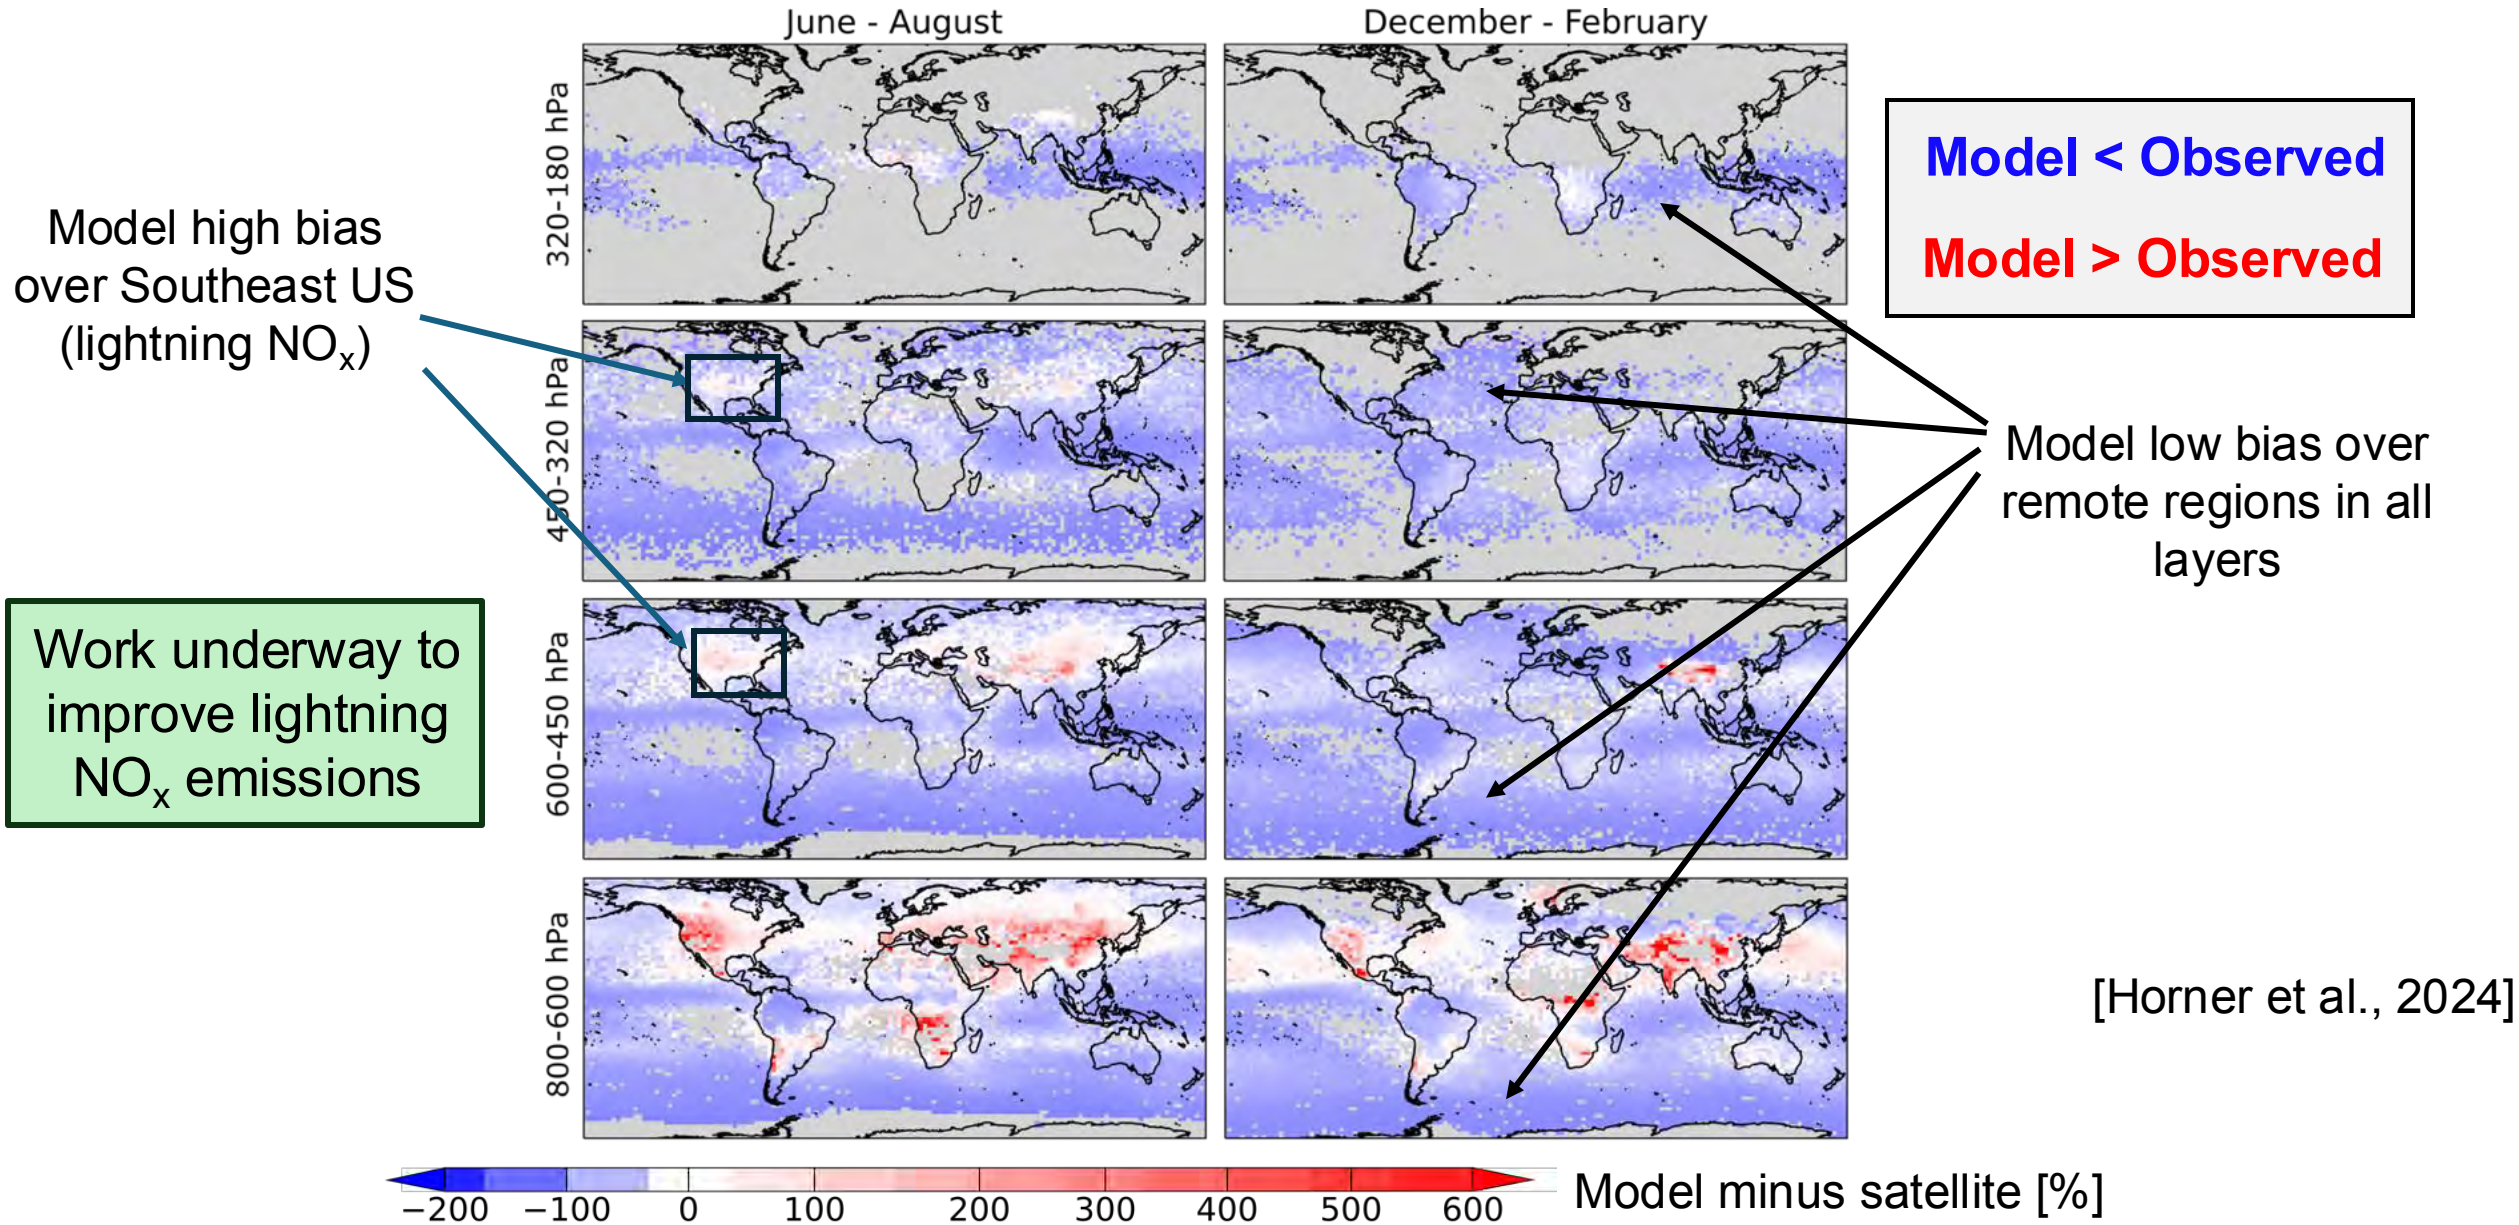 June - August
December - February
320-180 hPa
450-320 hPa
600-450 hPa
800-600 hPa
Model high bias
over Southeast US
(lightning NOx)
Work underway to
improve lightning
NOx emissions
Model < Observed
Model > Observed
Model low bias over
remote regions in all
layers
[Horner et al., 2024]
−200 −100 0 100 200 300 400 500 600
Model minus satellite [%]